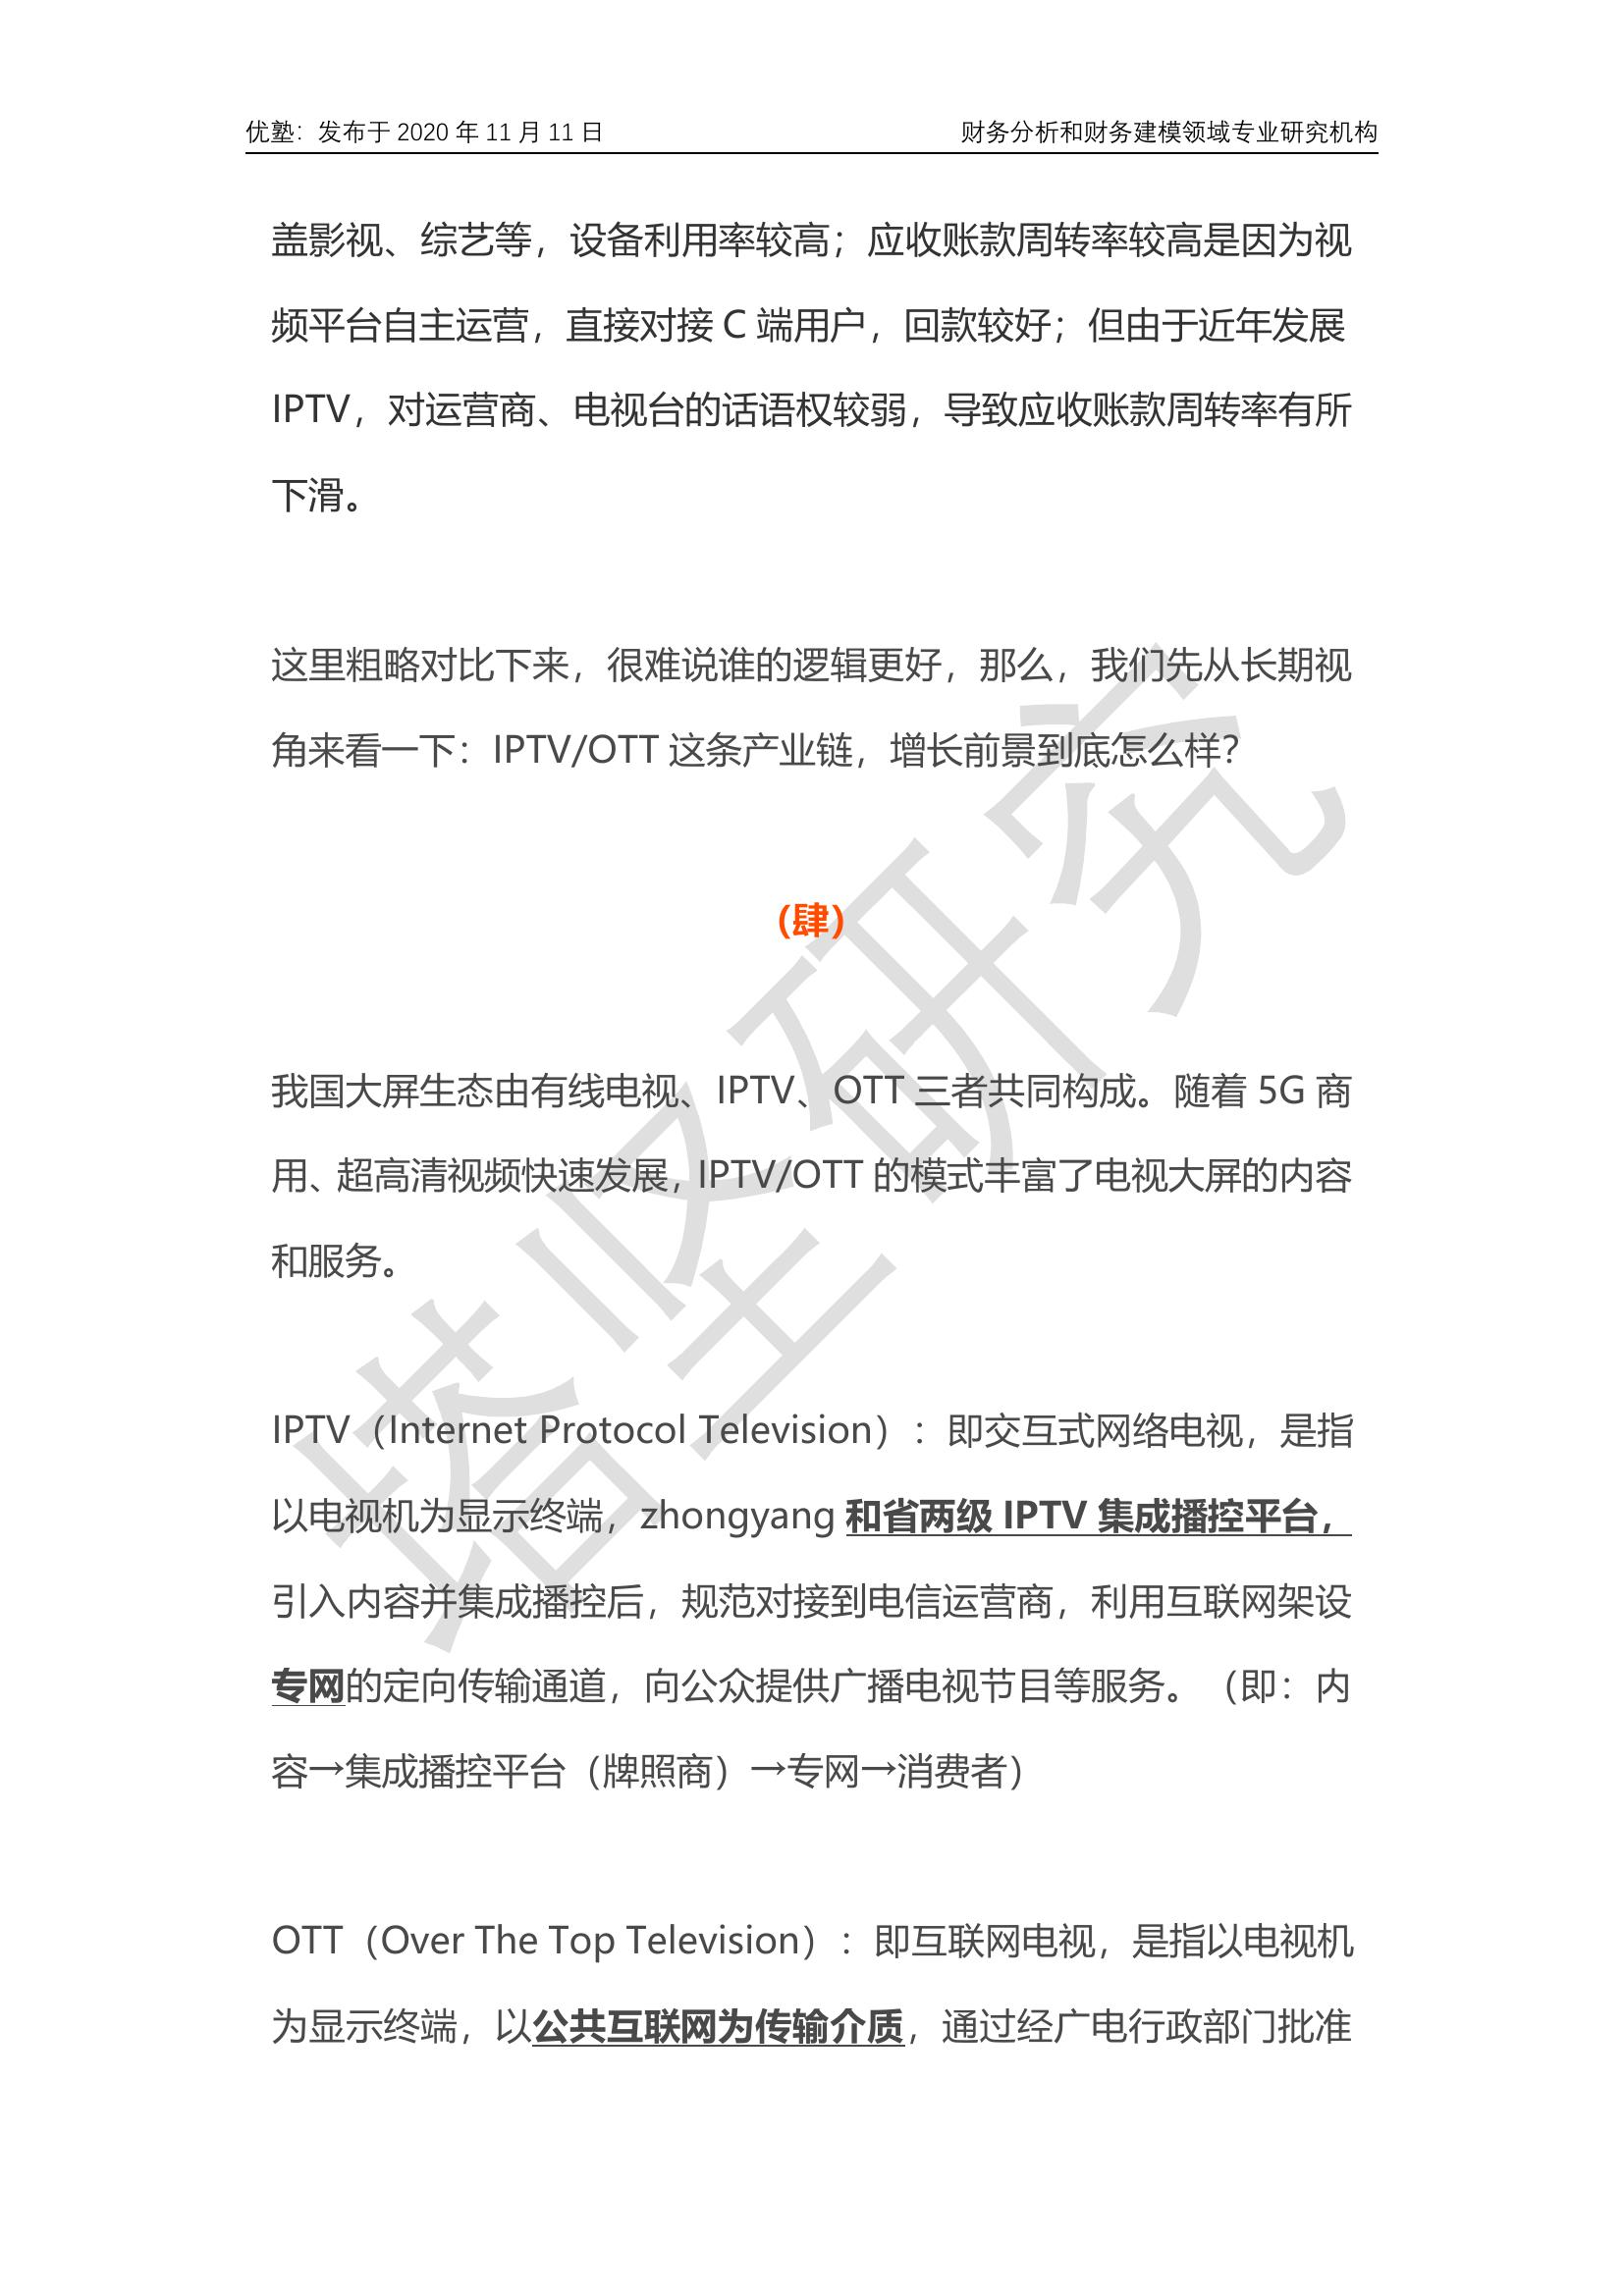 优塾：发布于 2020 年 11 月 11 日 财务分析和财务建模领域专业研究机构
盖影视、综艺等，设备利用率较高；应收账款周转率较高是因为视
频平台自主运营，直接对接 C 端用户，回款较好；但由于近年发展
IPTV，对运营商、电视台的话语权较弱，导致应收账款周转率有所
下滑。
这里粗略对比下来，很难说谁的逻辑更好，那么，我们先从长期视
角来看一下：IPTV/OTT 这条产业链，增长前景到底怎么样？
（肆）
我国大屏生态由有线电视、IPTV、OTT 三者共同构成。随着 5G 商
用、超高清视频快速发展，IPTV/OTT 的模式丰富了电视大屏的内容
和服务。
IPTV（Internet Protocol Television）：即交互式网络电视，是指
以电视机为显示终端，zhongyang 和省两级 IPTV 集成播控平台，
引入内容并集成播控后，规范对接到电信运营商，利用互联网架设
专网的定向传输通道，向公众提供广播电视节目等服务。（即：内
容→集成播控平台（牌照商）→专网→消费者）
OTT（Over The Top Television）：即互联网电视，是指以电视机
为显示终端，以公共互联网为传输介质，通过经广电行政部门批准
塔坚研究